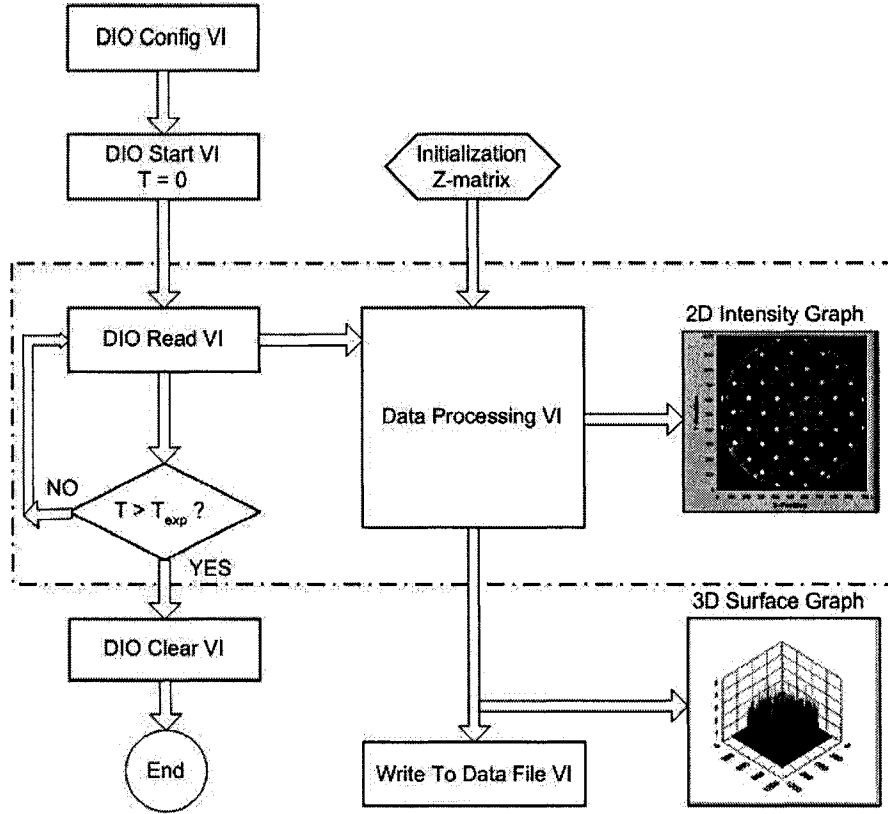 DIO Config VI
DIO Start VI
T = 0
Initialization
Z-matrix
DIO Read VI
2D Intensity Graph
Data Processing VI
NO
T > Texp ?
YES
DIO Clear VI
3D Surface Graph
End
Write To Data File VI